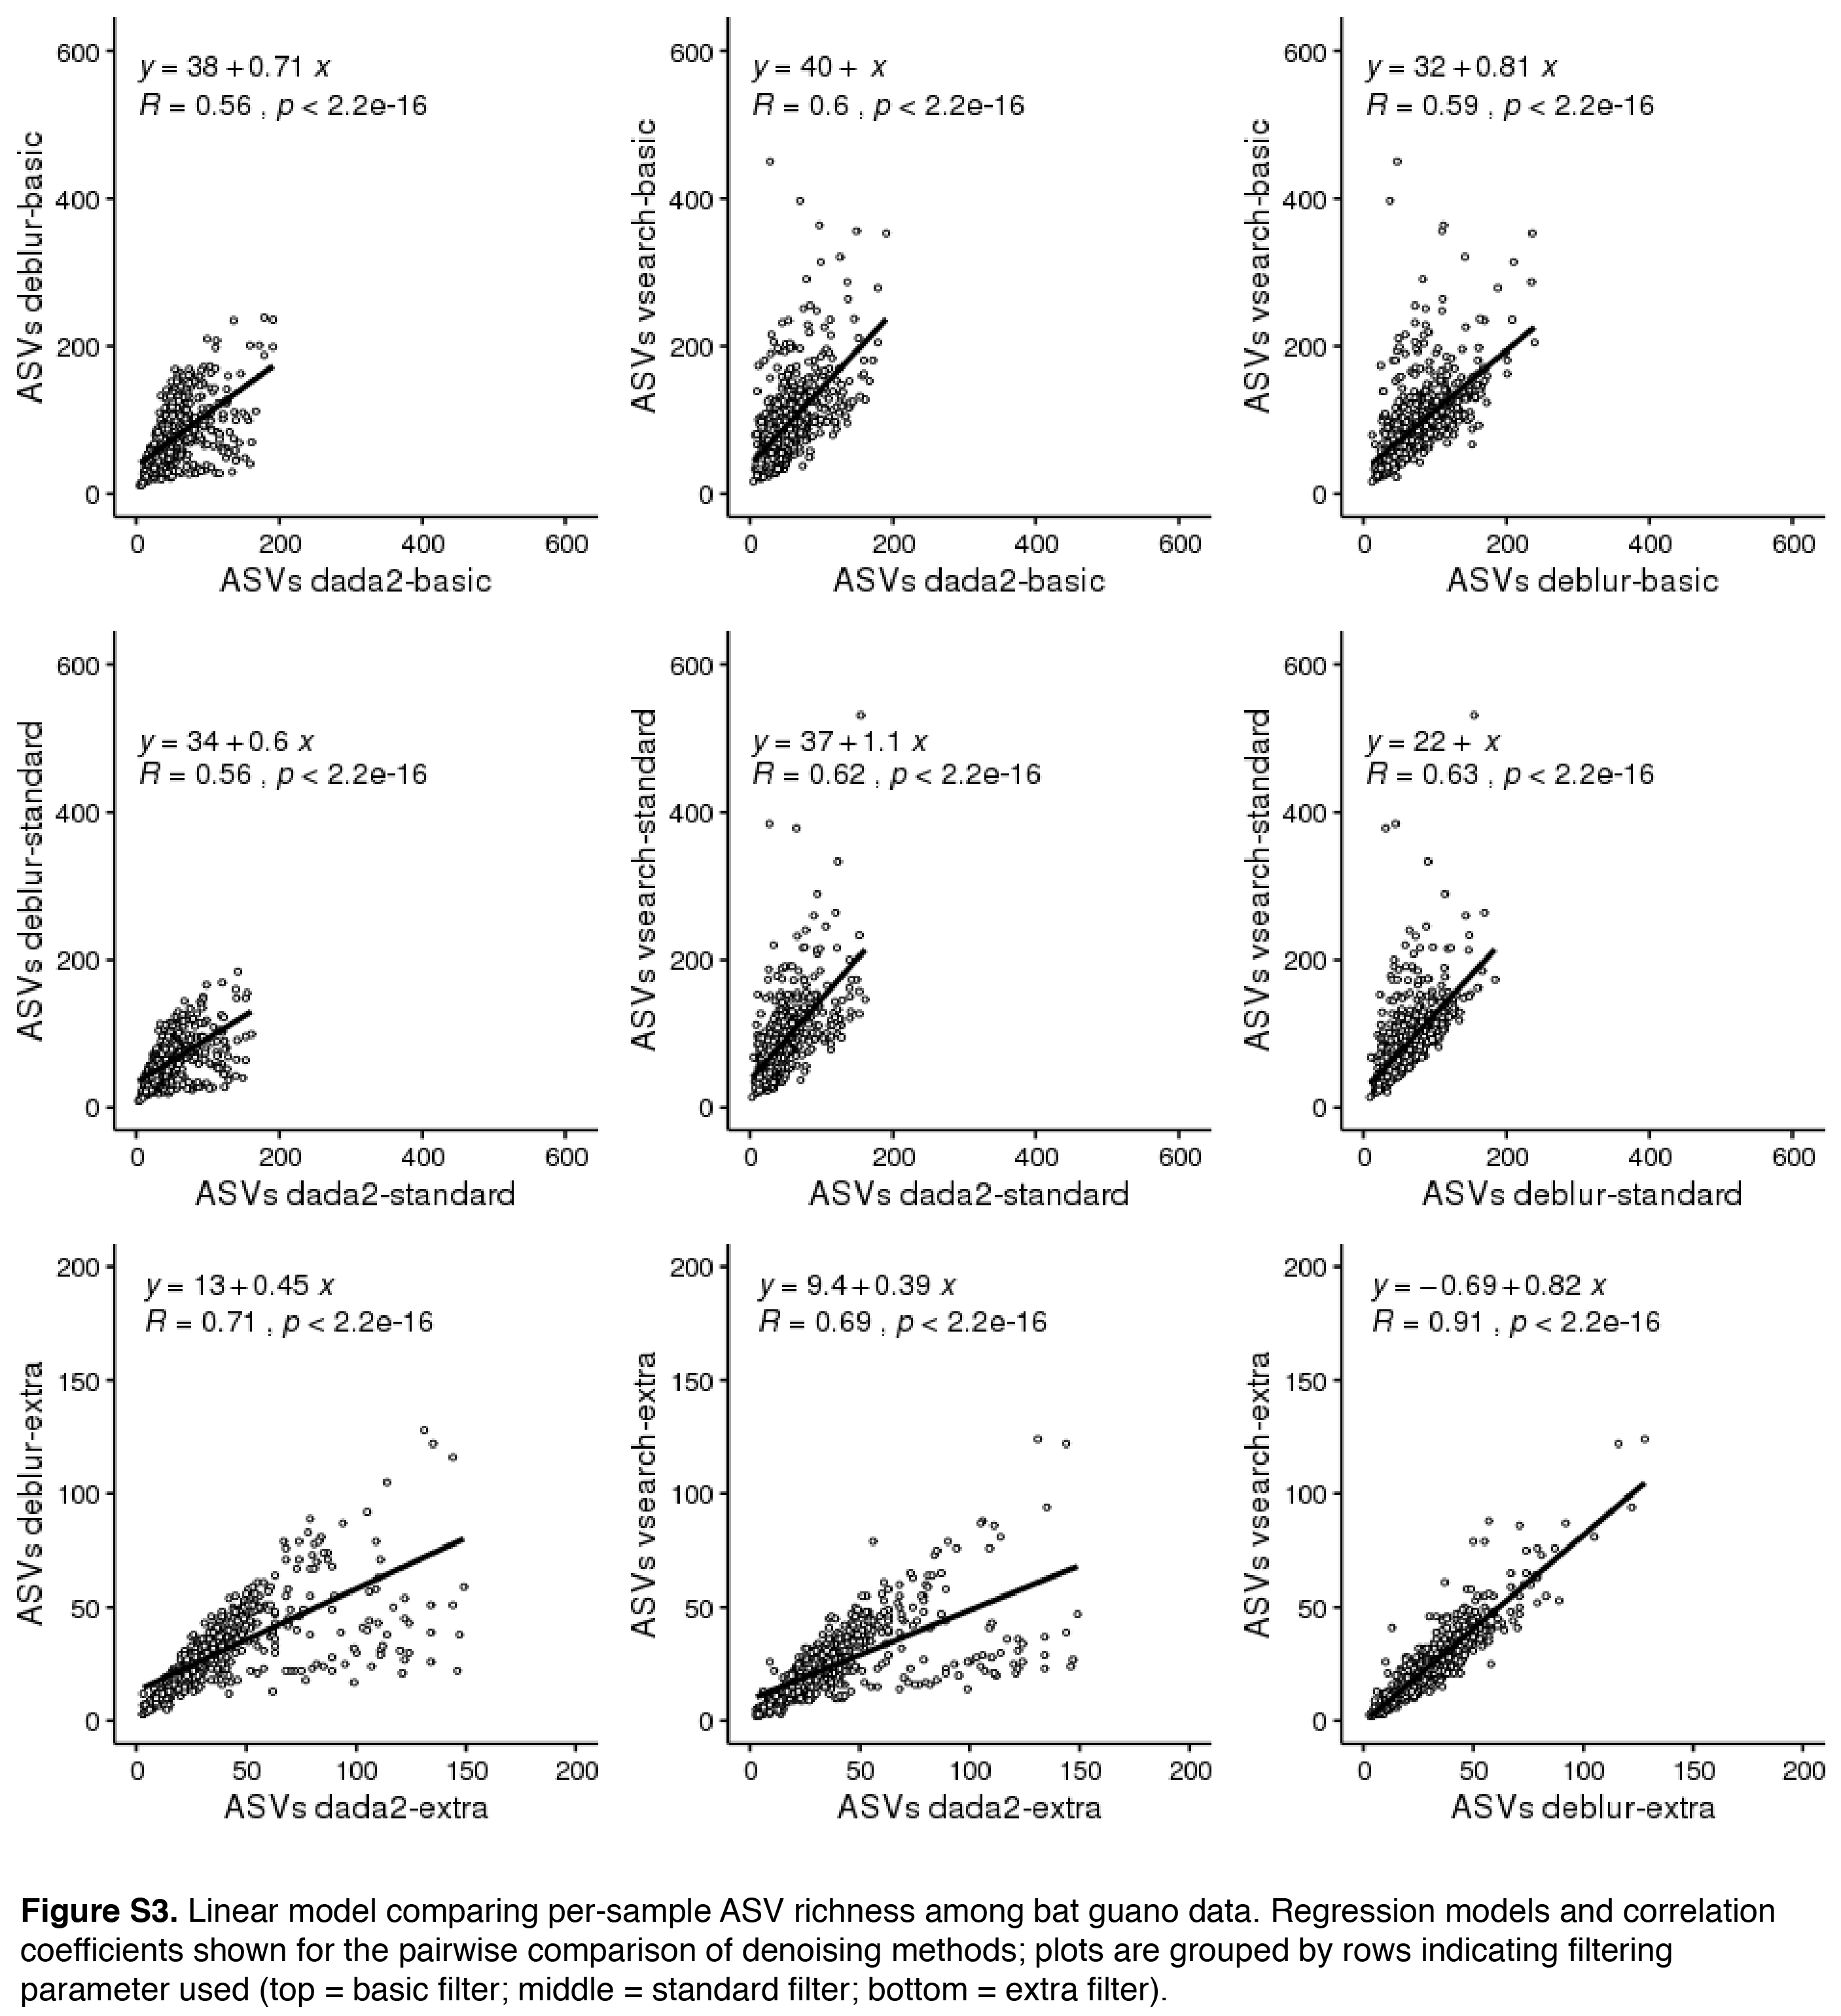 y = 38 + 0.71 x
R = 0.56 , p < 2.2e-16
ASVs deblur-basic
600
400
200
0
0 200 400 600
ASVs dada2-basic
y = 40 + x
R = 0.6 , p < 2.2e-16
ASVs vsearch-basic
600
400
200
0
0 200 400 600
ASVs dada2-basic
y = 32 + 0.81 x
R = 0.59 , p < 2.2e-16
ASVs vsearch-basic
600
400
200
0
0 200 400 600
ASVs deblur-basic
y = 34 + 0.6 x
R = 0.56 , p < 2.2e-16
ASVs deblur-standard
600
400
200
0
0 200 400 600
ASVs dada2-standard
y = 37 + 1.1 x
R = 0.62 , p < 2.2e-16
ASVs vsearch-standard
600
400
200
0
0 200 400 600
ASVs dada2-standard
y = 22 + x
R = 0.63 , p < 2.2e-16
ASVs vsearch-standard
600
400
200
0
0 200 400 600
ASVs deblur-standard
y = 13 + 0.45 x
R = 0.71 , p < 2.2e-16
ASVs deblur-extra
200
150
100
50
0
0 50 100 150 200
ASVs dada2-extra
y = 9.4 + 0.39 x
R = 0.69 , p < 2.2e-16
ASVs vsearch-extra
200
150
100
50
0
0 50 100 150 200
ASVs dada2-extra
y = −0.69 + 0.82 x
R = 0.91 , p < 2.2e-16
ASVs vsearch-extra
200
150
100
50
0
0 50 100 150 200
ASVs deblur-extra
Figure S3. Linear model comparing per-sample ASV richness among bat guano data. Regression models and correlation
coefficients shown for the pairwise comparison of denoising methods; plots are grouped by rows indicating filtering
parameter used (top = basic filter; middle = standard filter; bottom = extra filter).